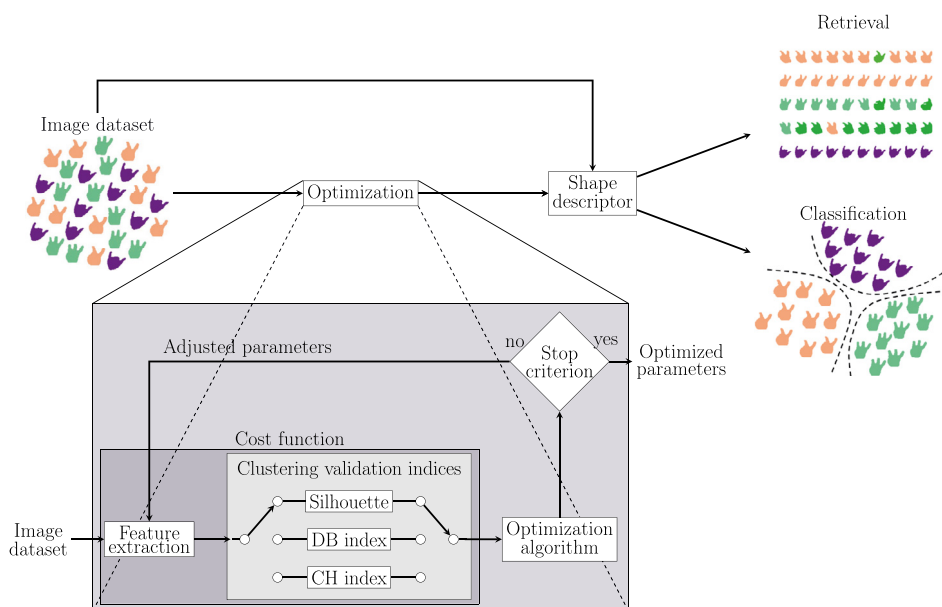 Retrieval
Image dataset
Optimization
Shape
descriptor
Classification
Adjusted parameters
no
yes
Stop
criterion
Optimized
parameters
Cost function
Clustering validation indices
Silhouette
Image
dataset
Feature
extraction
DB index
Optimization
algorithm
CH index